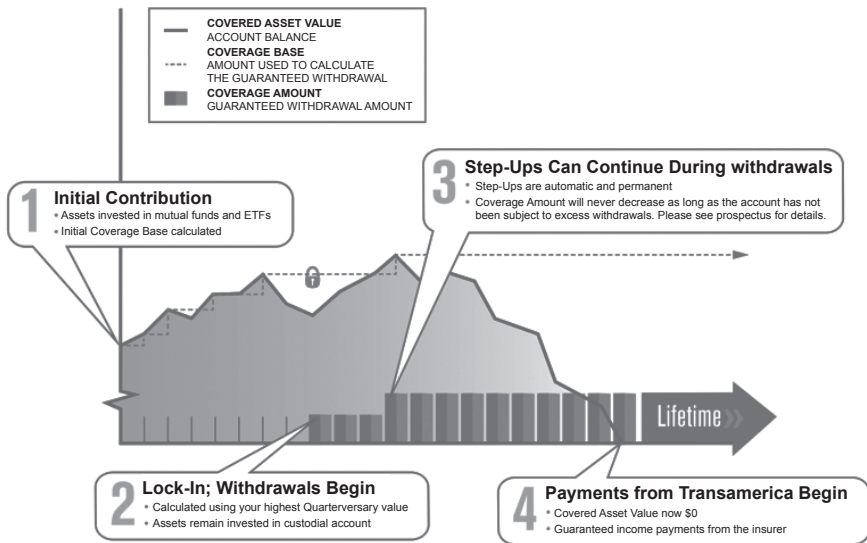 COVERED ASSET VALUE
ACCOUNT BALANCE
COVERAGE BASE
AMOUNT USED TO CALCULATE
THE GUARANTEED WITHDRAWAL
COVERAGE AMOUNT
GUARANTEED WITHDRAWAL AMOUNT
3 Step-Ups Can Continue During withdrawals
• Step-Ups are automatic and permanent
• Coverage Amount will never decrease as long as the account has not
been subject to excess withdrawals. Please see prospectus for details.
1 Initial Contribution
• Assets invested in mutual funds and ETFs
• Initial Coverage Base calculated
Lifetime »
2 Lock-In; Withdrawals Begin
• Calculated using your highest Quarterversary value
• Assets remain invested in custodial account
4 Payments from Transamerica Begin
• Covered Asset Value now $0
• Guaranteed income payments from the insurer